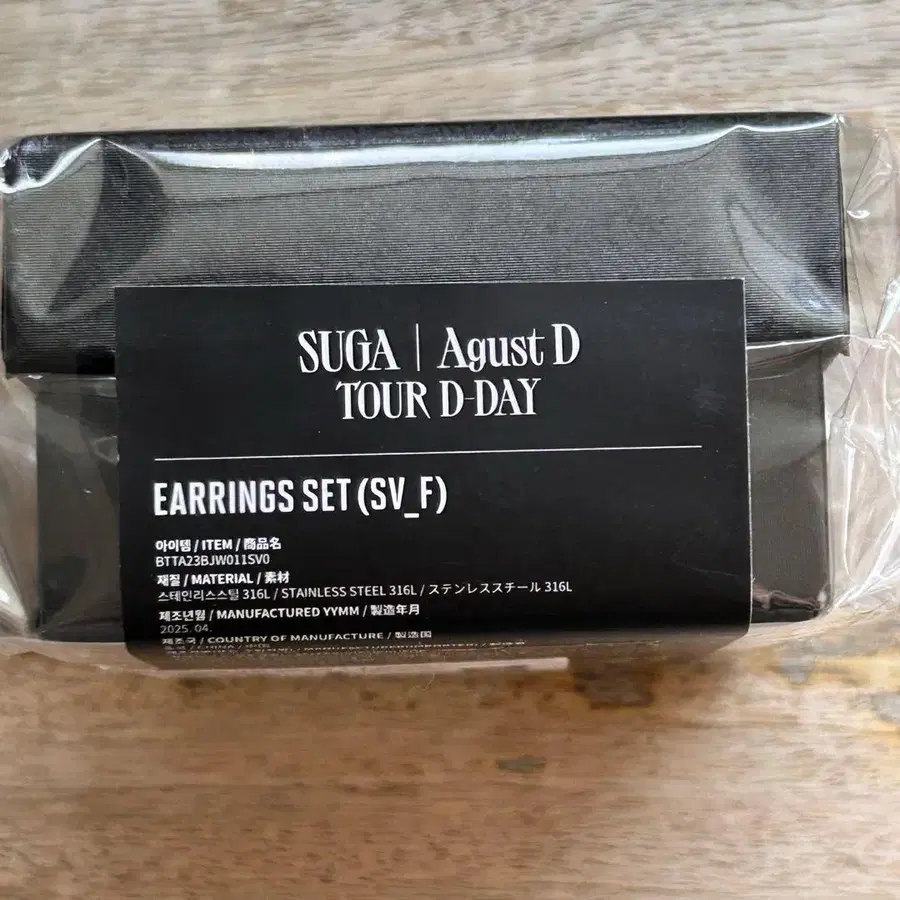 SUGA | Agust D
TOUR D-DAY
EARRINGS SET (SV_F)
아이템 / ITEM / 商品名
BTTA23BJW011SV0
재질 / MATERIAL / 素材
스테인리스스틸 316L / STAINLESS STEEL 316L / ステンレススチール 316L
제조년월 / MANUFACTURED YYMM / 製造年月
2025. 04.
제조국 / COUNTRY OF MANUFACTURE / 製造国